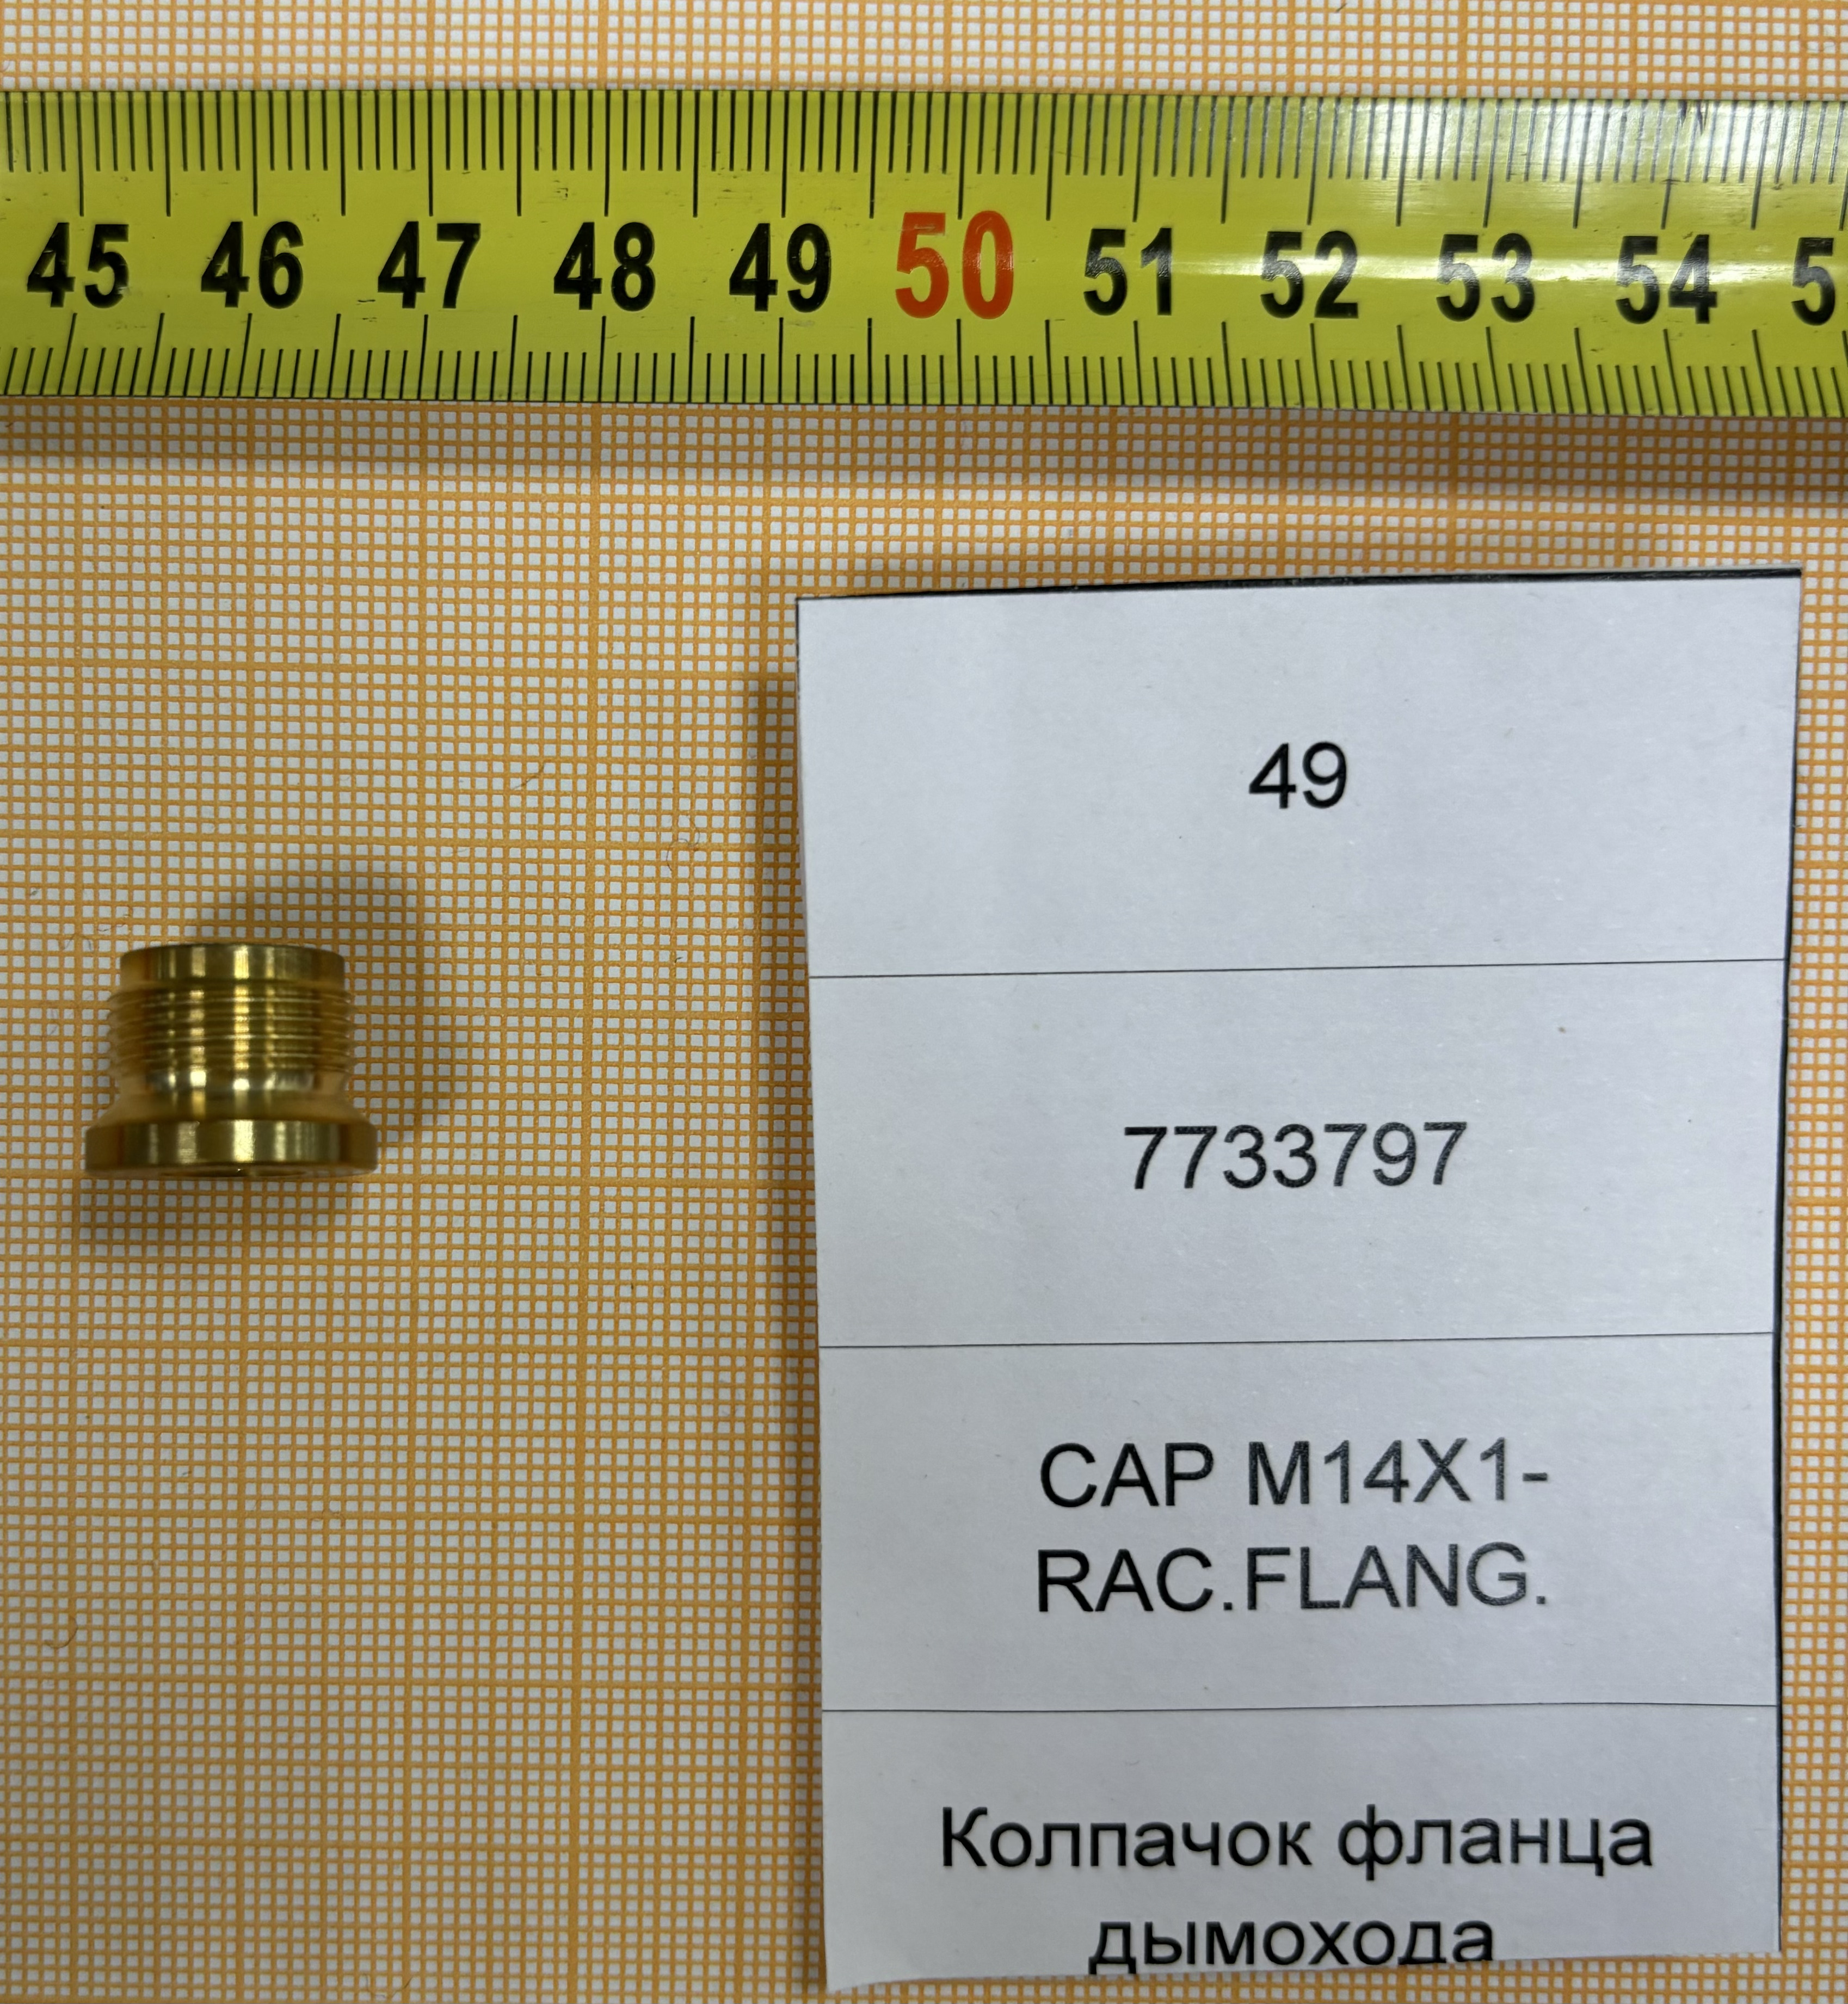 45 46 47 48 49 50 51 52 53 54 5
49
7733797
CAP M14X1-
RAC.FLANG.
Колпачок фланца
дымохода